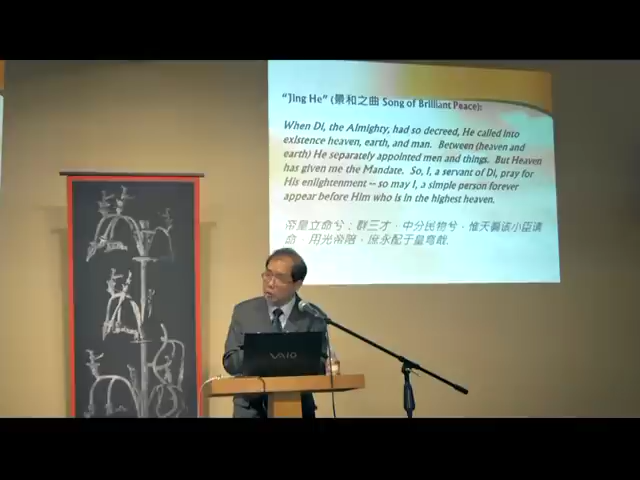 "Jing He" (景和之曲 Song of Brilliant Peace):
When Di, the Almighty, had so decreed, He called into
existence heaven, earth, and man. Between (heaven and
earth) He separately appointed men and things. But Heaven
has given me the Mandate. So, I, a servant of Di, pray for
His enlightenment -- so may I, a simple person forever
appear before Him who is in the highest heaven.
帝皇立命兮,群三才,中分民物兮,惟天
小臣
命,用光帝陪,庶永配于皇穹哉.
VAIO